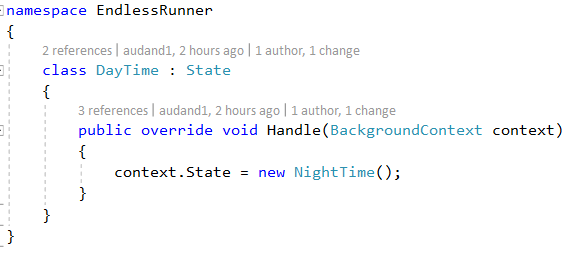 namespace EndlessRunner
{
2 references | audand1, 2 hours ago | 1 author, 1 change
class DayTime : State
{
3 references | audand1, 2 hours ago | 1 author, 1 change
public override void Handle(BackgroundContext context)
{
context.State = new NightTime();
}
}
}